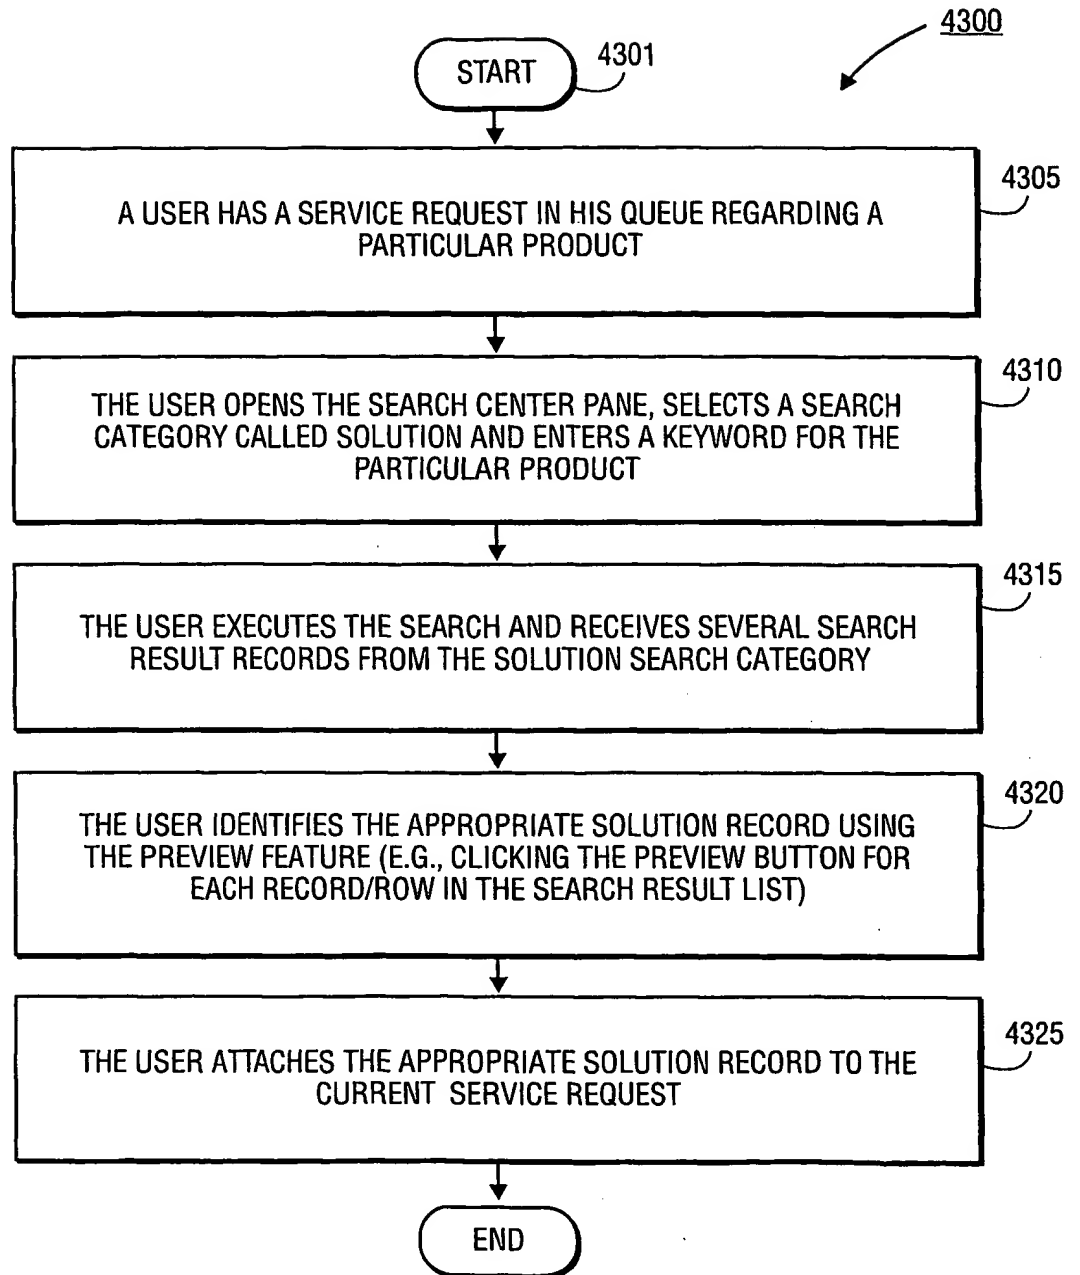 4300
START
4301
A USER HAS A SERVICE REQUEST IN HIS QUEUE REGARDING A
PARTICULAR PRODUCT
4305
THE USER OPENS THE SEARCH CENTER PANE, SELECTS A SEARCH
CATEGORY CALLED SOLUTION AND ENTERS A KEYWORD FOR THE
PARTICULAR PRODUCT
4310
THE USER EXECUTES THE SEARCH AND RECEIVES SEVERAL SEARCH
RESULT RECORDS FROM THE SOLUTION SEARCH CATEGORY
4315
THE USER IDENTIFIES THE APPROPRIATE SOLUTION RECORD USING
THE PREVIEW FEATURE (E.G., CLICKING THE PREVIEW BUTTON FOR
EACH RECORD/ROW IN THE SEARCH RESULT LIST)
4320
THE USER ATTACHES THE APPROPRIATE SOLUTION RECORD TO THE
CURRENT SERVICE REQUEST
4325
END